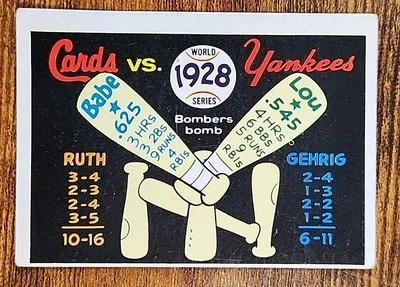 Cards vs. Yankees
WORLD
1928
SERIES
Bombers
bomb
Babe
.625
3 HRs
3 2Bs
9 RUNS
4
RBIs
Lou
.545
4 HRs
6 BBs
5 RUNS
9
RBIs
RUTH
3-4
2-3
2-4
3-5
10-16
GEHRIG
2-4
1-3
2-2
1-2
6-11